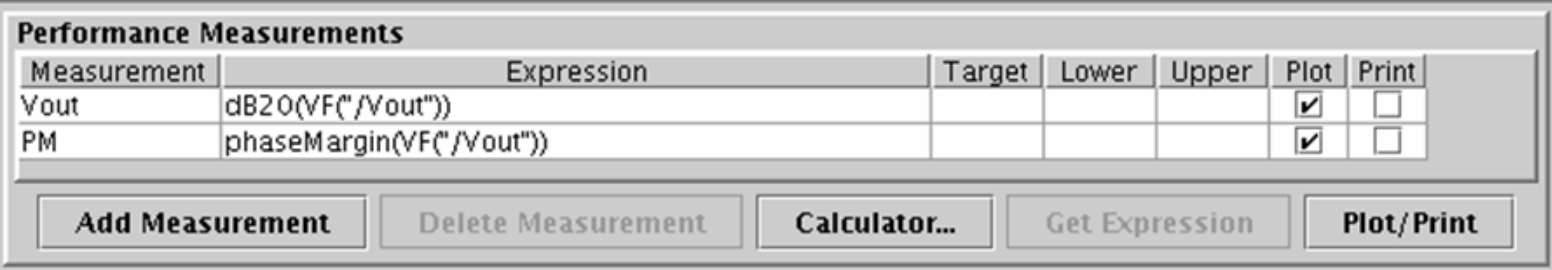 Performance Measurements
Measurement Expression Target Lower Upper Plot Print
Vout dB20(VF("/Vout"))
PM phaseMargin(VF("/Vout"))
Add Measurement Delete Measurement Calculator... Get Expression Plot/Print